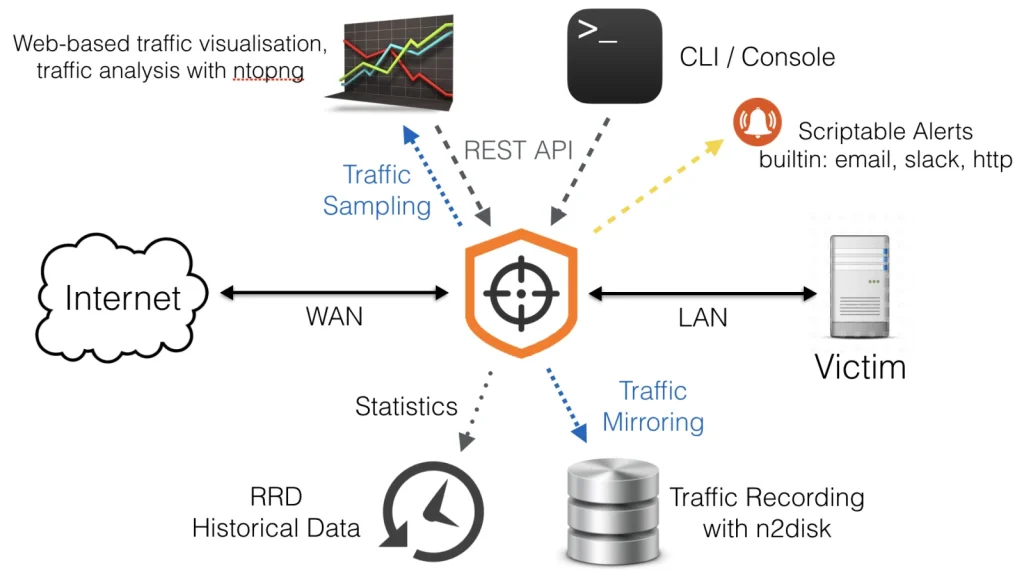 Web-based traffic visualisation,
traffic analysis with ntopng
>_
CLI / Console
Scriptable Alerts
builtin: email, slack, http
REST API
Traffic
Sampling
Internet
WAN
LAN
Victim
Statistics
Traffic
Mirroring
RRD
Historical Data
Traffic Recording
with n2disk